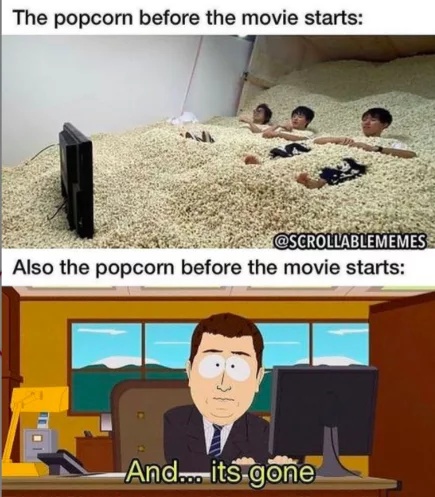 The popcorn before the movie starts:
@SCROLLABLEMEMES
Also the popcorn before the movie starts:
And... its gone